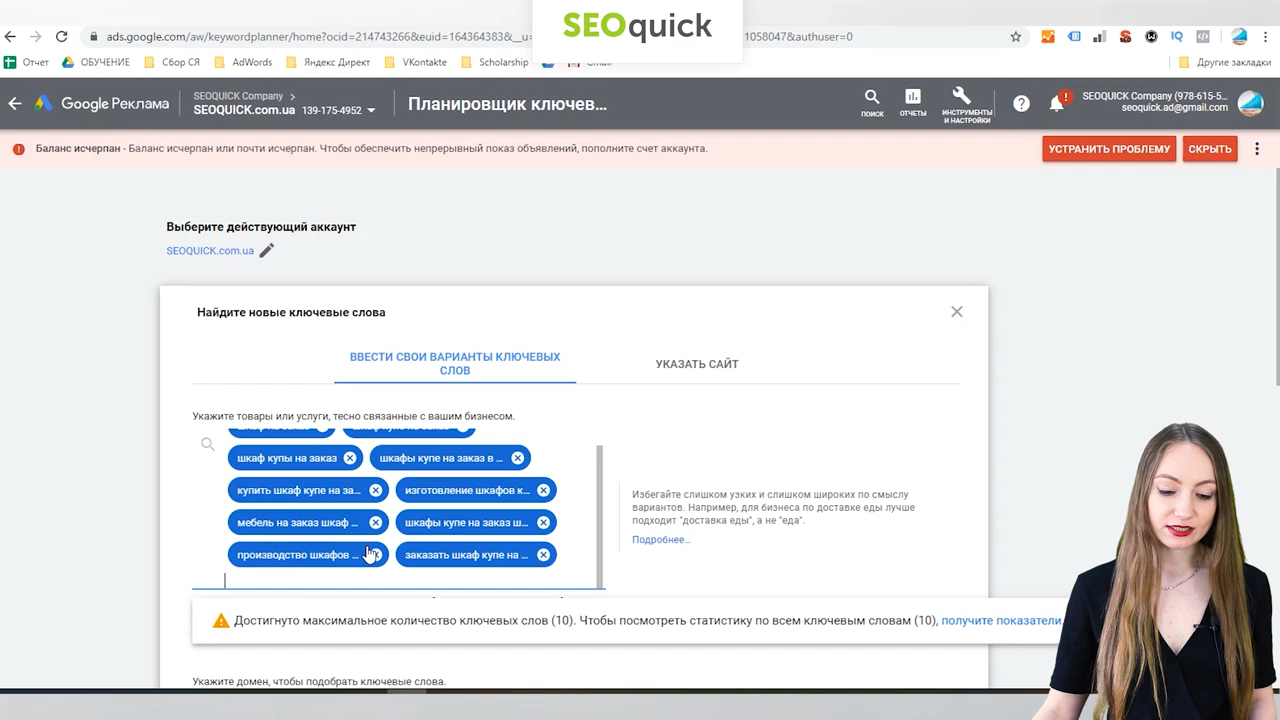 SEOquick
ads.google.com/aw/keywordplanner/home?ocid=214743266&euid=164364383&__u=
1058047&authuser=0
Отчет
ОБУЧЕНИЕ
Сбор СЯ
AdWords
Яндекс Директ
VKontakte
Scholarship
Другие закладки
Google Реклама
SEOQUICK Company
SEOQUICK.com.ua 139-175-4952
Планировщик ключев...
ПОИСК
ОТЧЕТЫ
ИНСТРУМЕНТЫ
И НАСТРОЙКИ
SEOQUICK Company (978-615-5...
seoquick.ad@gmail.com
Баланс исчерпан - Баланс исчерпан или почти исчерпан. Чтобы обеспечить непрерывный показ объявлений, пополните счет аккаунта.
УСТРАНИТЬ ПРОБЛЕМУ
СКРЫТЬ
Выберите действующий аккаунт
SEOQUICK.com.ua
Найдите новые ключевые слова
ВВЕСТИ СВОИ ВАРИАНТЫ КЛЮЧЕВЫХ
СЛОВ
УКАЗАТЬ САЙТ
Укажите товары или услуги, тесно связанные с вашим бизнесом.
шкаф купы на заказ
шкафы купе на заказ в ...
купить шкаф купе на за...
изготовление шкафов к...
мебель на заказ шкаф ...
шкафы купе на заказ ш...
производство шкафов ...
заказать шкаф купе на ...
Избегайте слишком узких и слишком широких по смыслу
вариантов. Например, для бизнеса по доставке еды лучше
подходит "доставка еды", а не "еда".
Подробнее...
Достигнуто максимальное количество ключевых слов (10). Чтобы посмотреть статистику по всем ключевым словам (10), получите показатели
Укажите домен, чтобы подобрать ключевые слова.